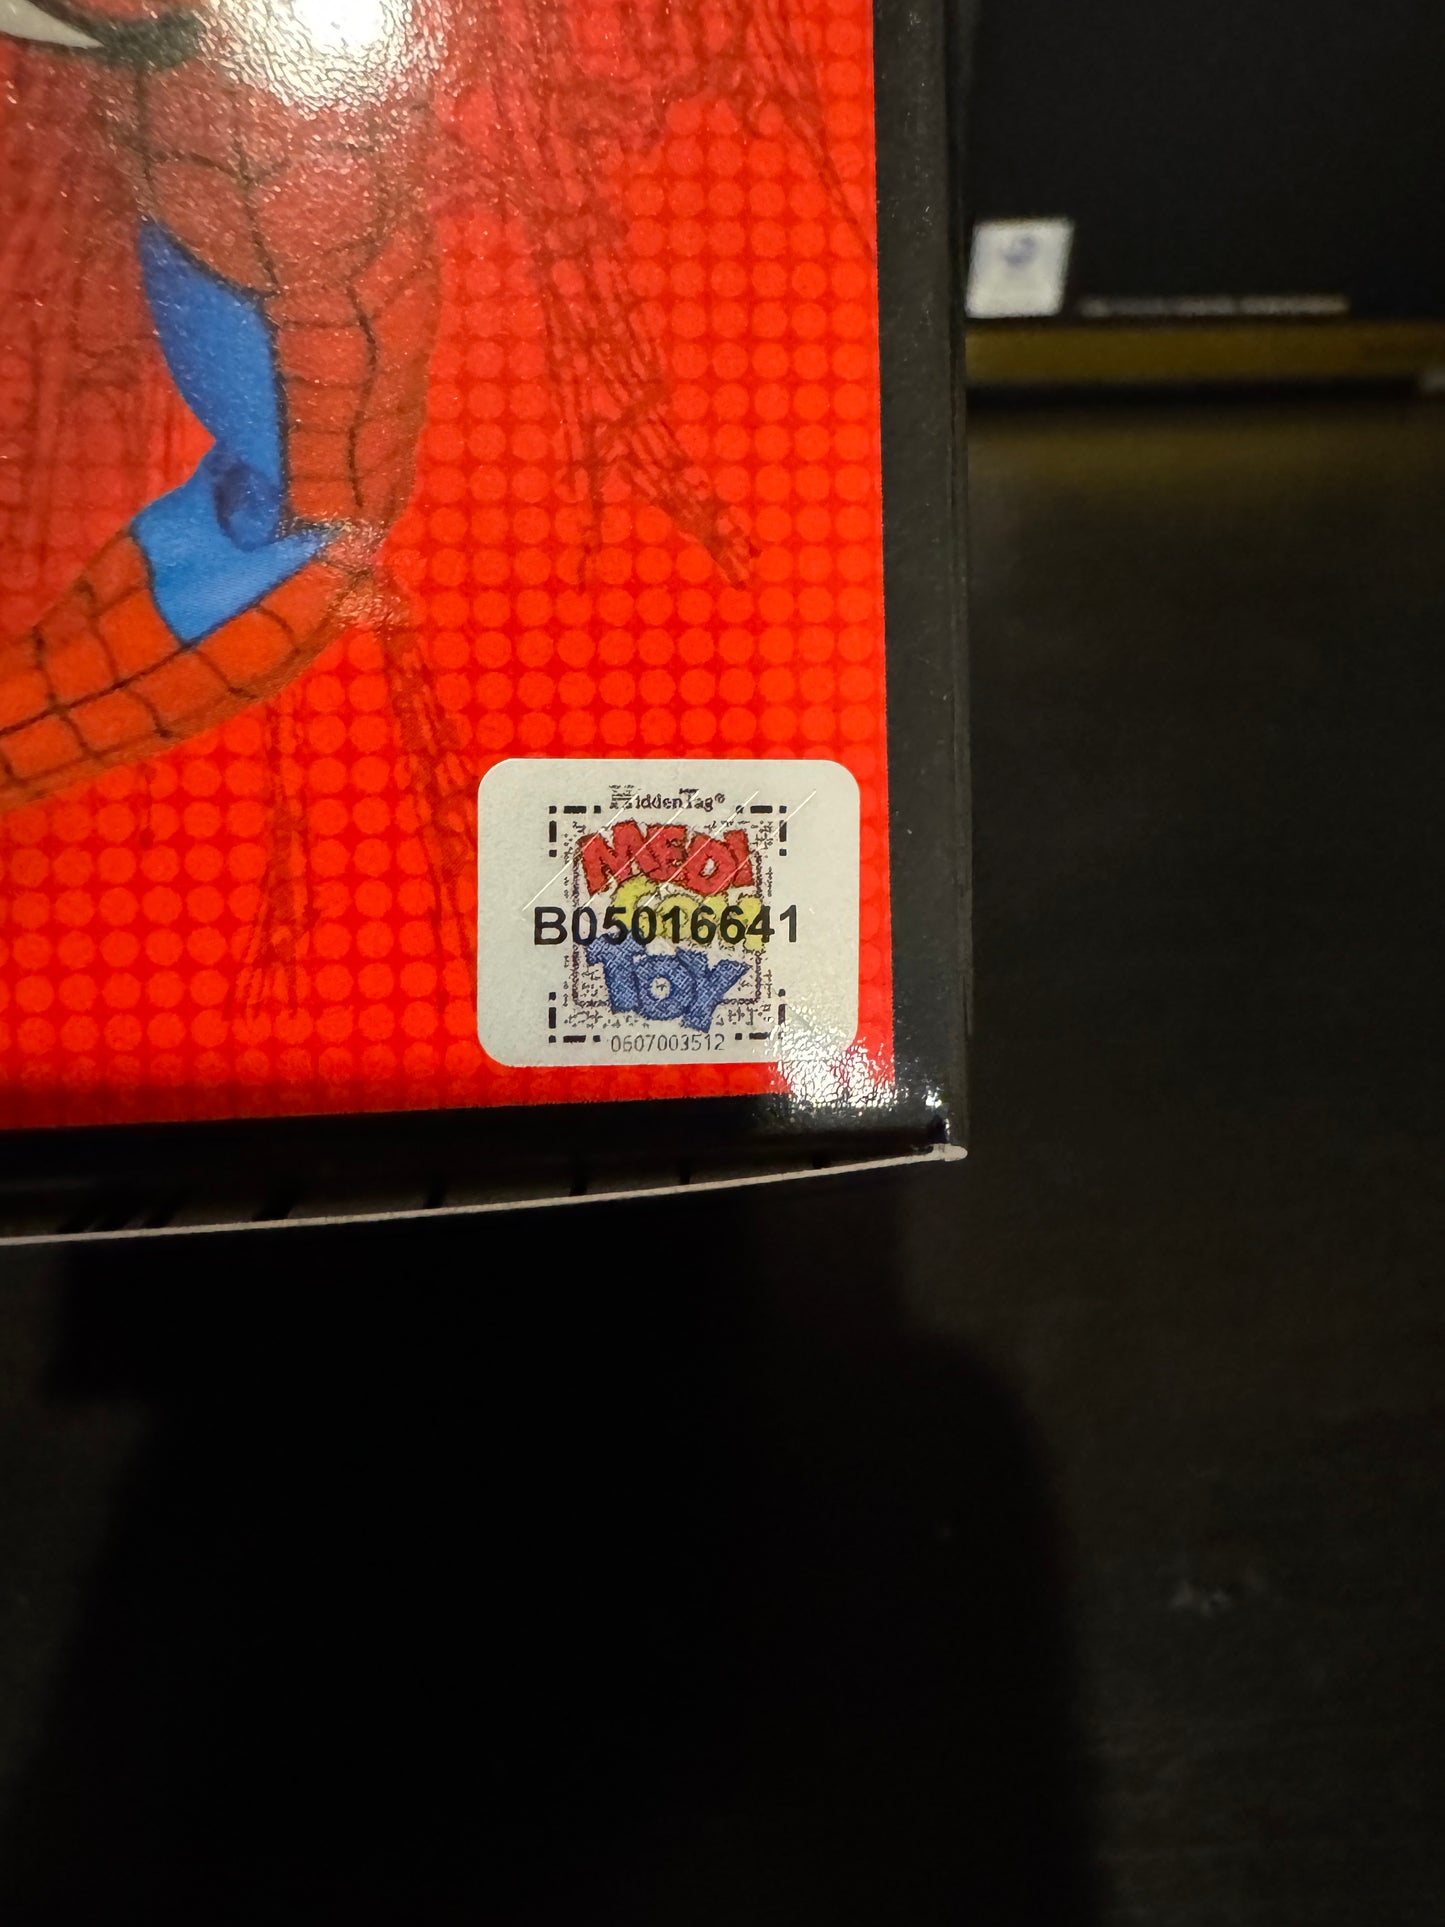 HiddenTag®
MEDI
COM
B05016641
TOY
0607003512